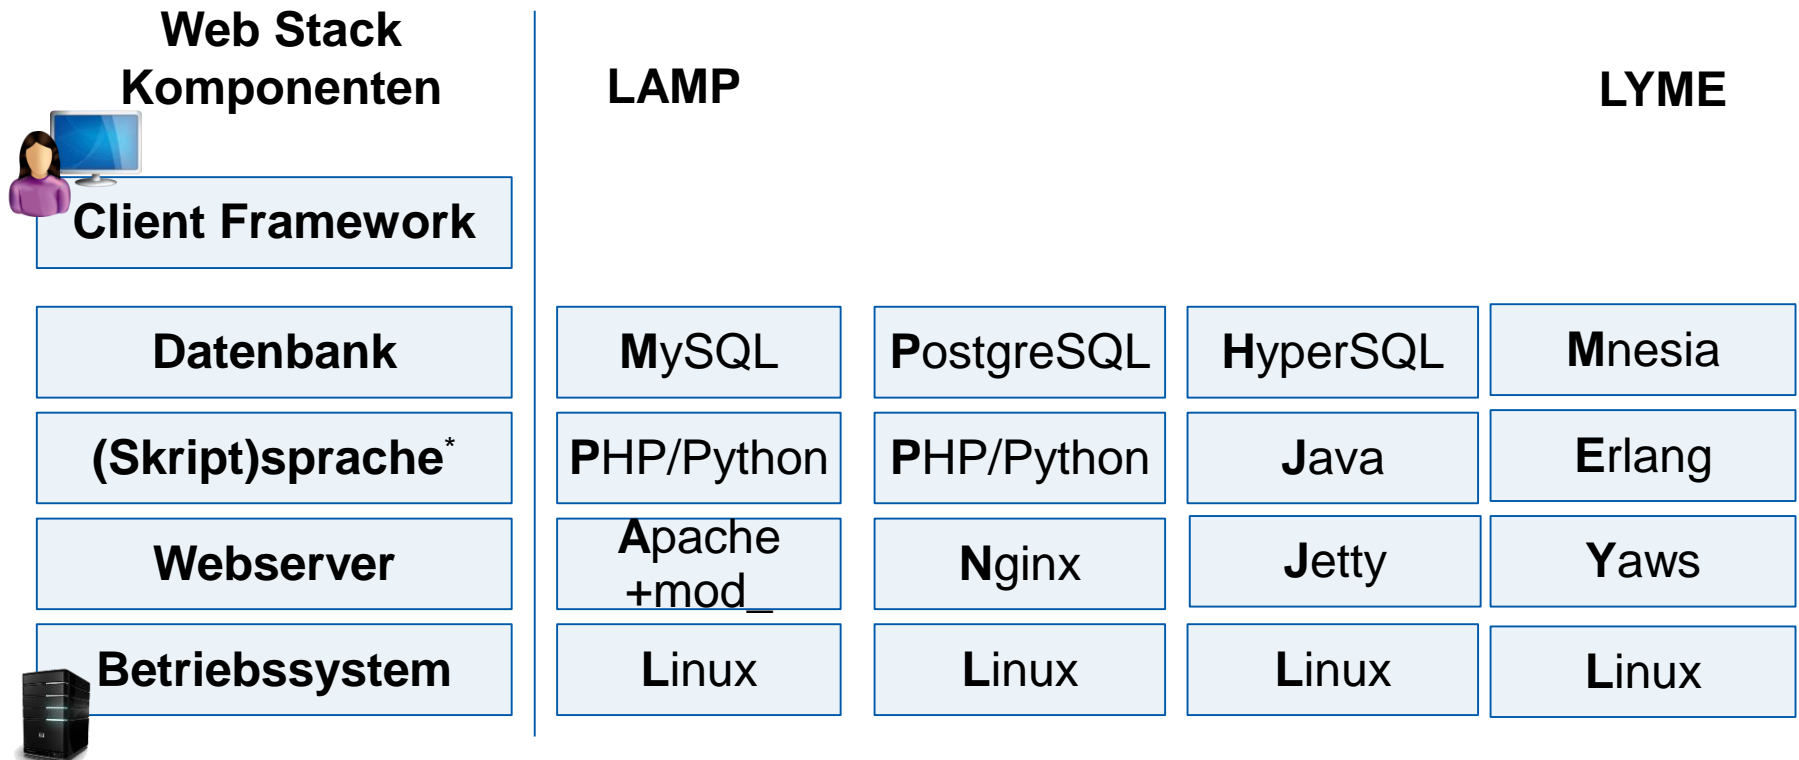 Web Stack
Komponenten
LAMP
LYME
Client Framework
Datenbank
MySQL
PostgreSQL
HyperSQL
Mnesia
(Skript)sprache*
PHP/Python
PHP/Python
Java
Erlang
Webserver
Apache
+mod_
Nginx
Jetty
Yaws
Betriebssystem
Linux
Linux
Linux
Linux